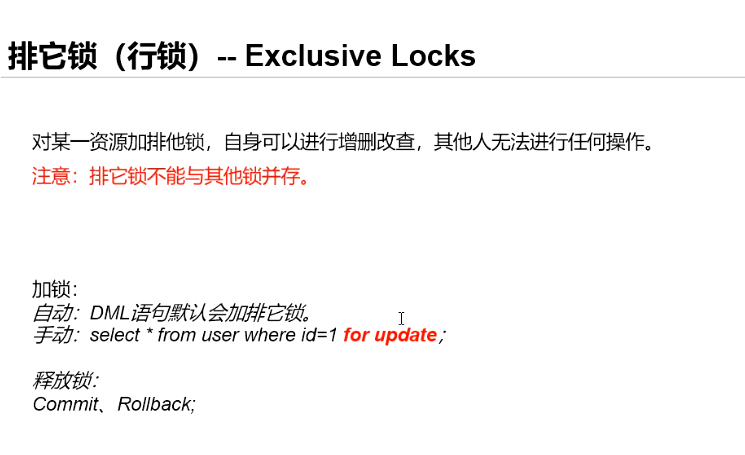 排它锁（行锁）-- Exclusive Locks
对某一资源加排他锁，自身可以进行增删改查，其他人无法进行任何操作。
注意：排它锁不能与其他锁并存。
加锁：
自动：DML语句默认会加排它锁。
手动：select * from user where id=1 for update；
释放锁：
Commit、Rollback;